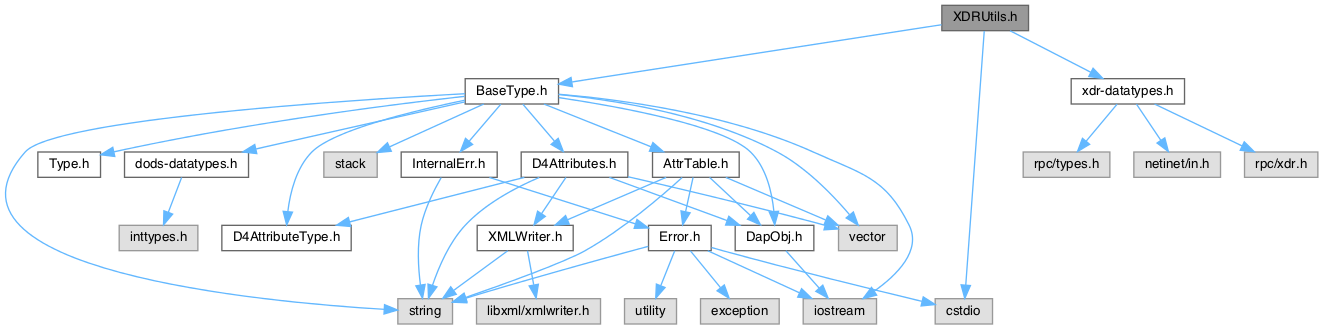 XDRUtils.h
BaseType.h
xdr-datatypes.h
Type.h
dods-datatypes.h
stack
InternalErr.h
D4Attributes.h
AttrTable.h
rpc/types.h
netinet/in.h
rpc/xdr.h
inttypes.h
D4AttributeType.h
XMLWriter.h
Error.h
DapObj.h
vector
string
libxml/xmlwriter.h
utility
exception
iostream
cstdio